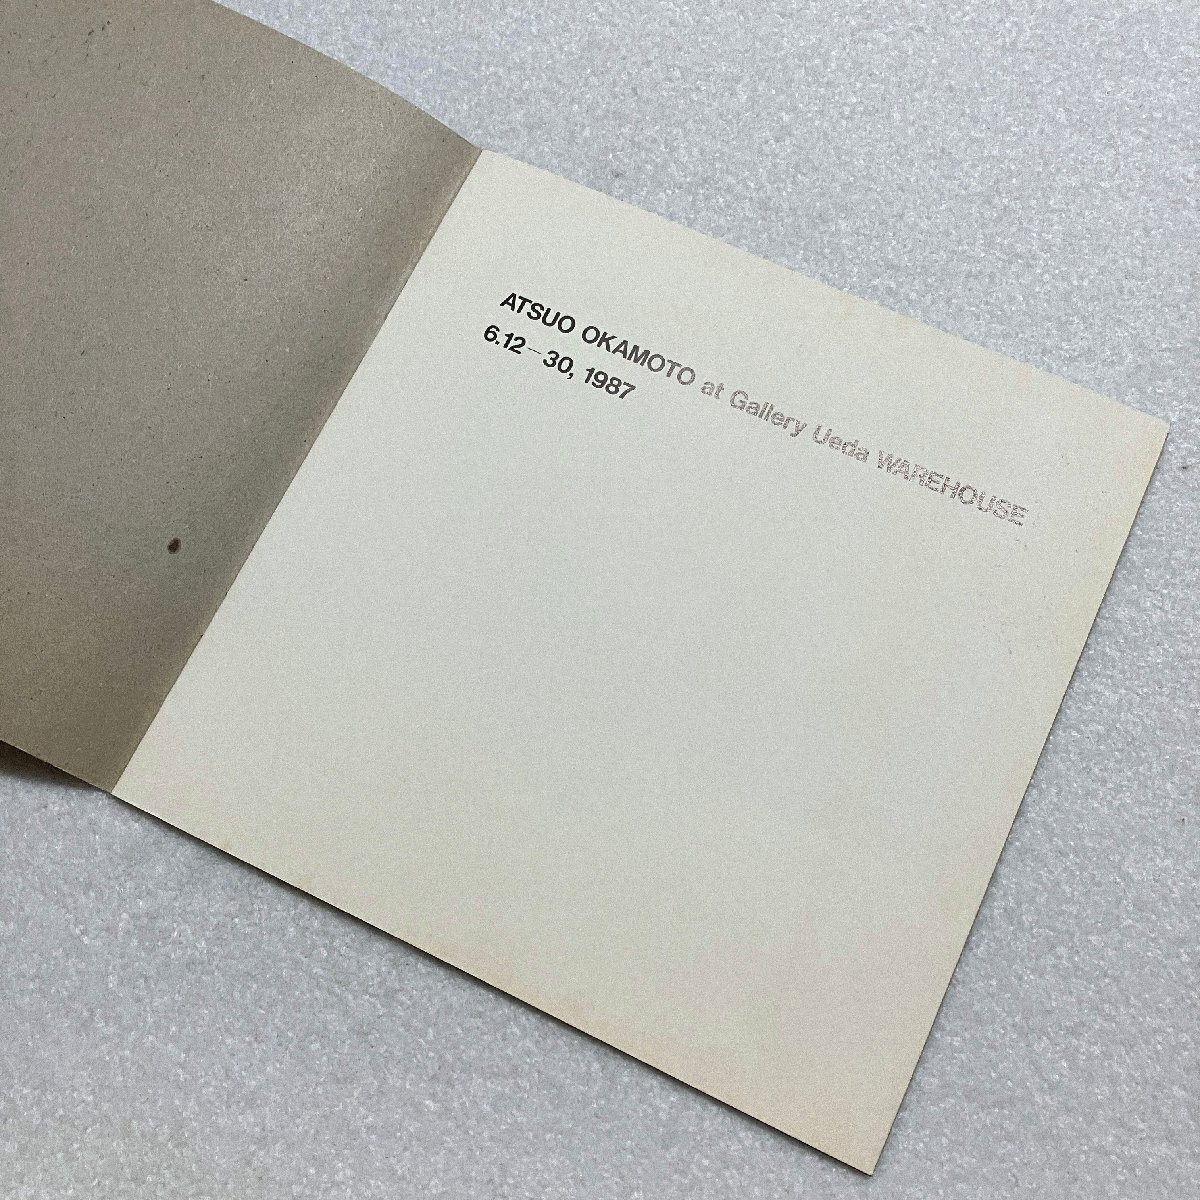 ATSUO OKAMOTO at Gallery Ueda WAREHOUSE
6.12—30, 1987